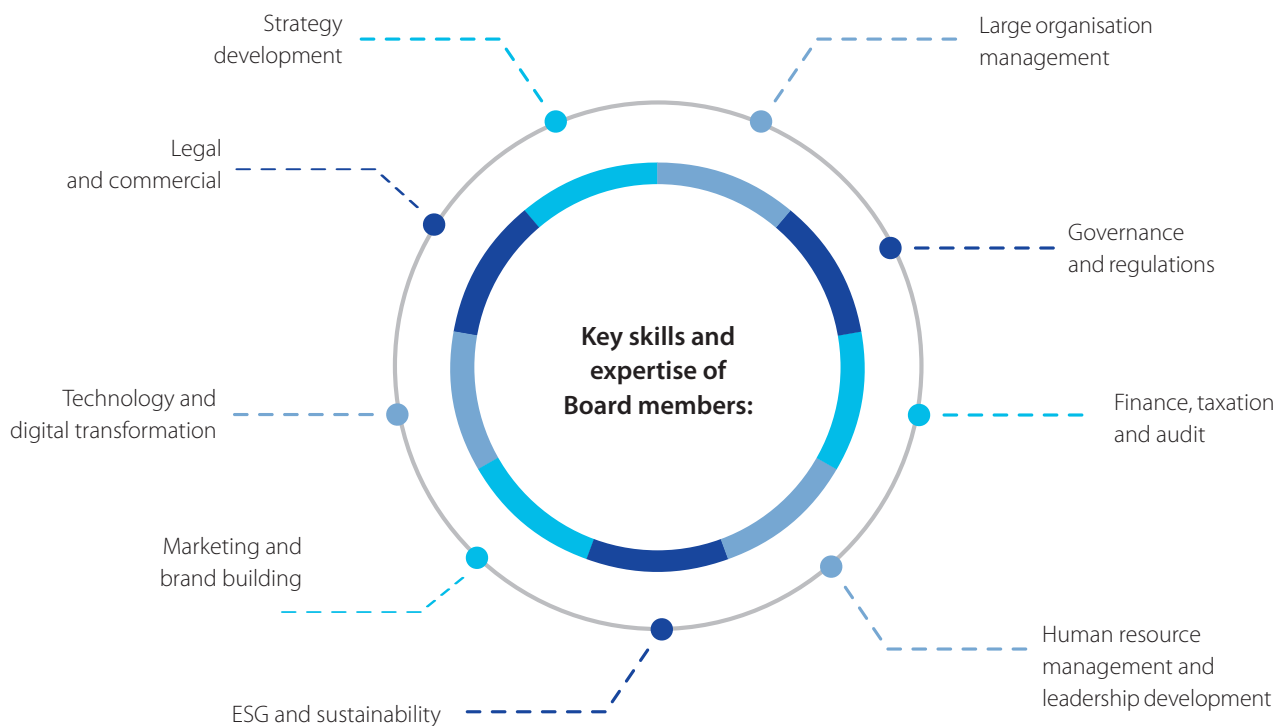 Key skills and
expertise of
Board members:
Large organisation
management
Governance
and regulations
Finance, taxation
and audit
Human resource
management and
leadership development
ESG and sustainability
Marketing and
brand building
Technology and
digital transformation
Legal
and commercial
Strategy
development